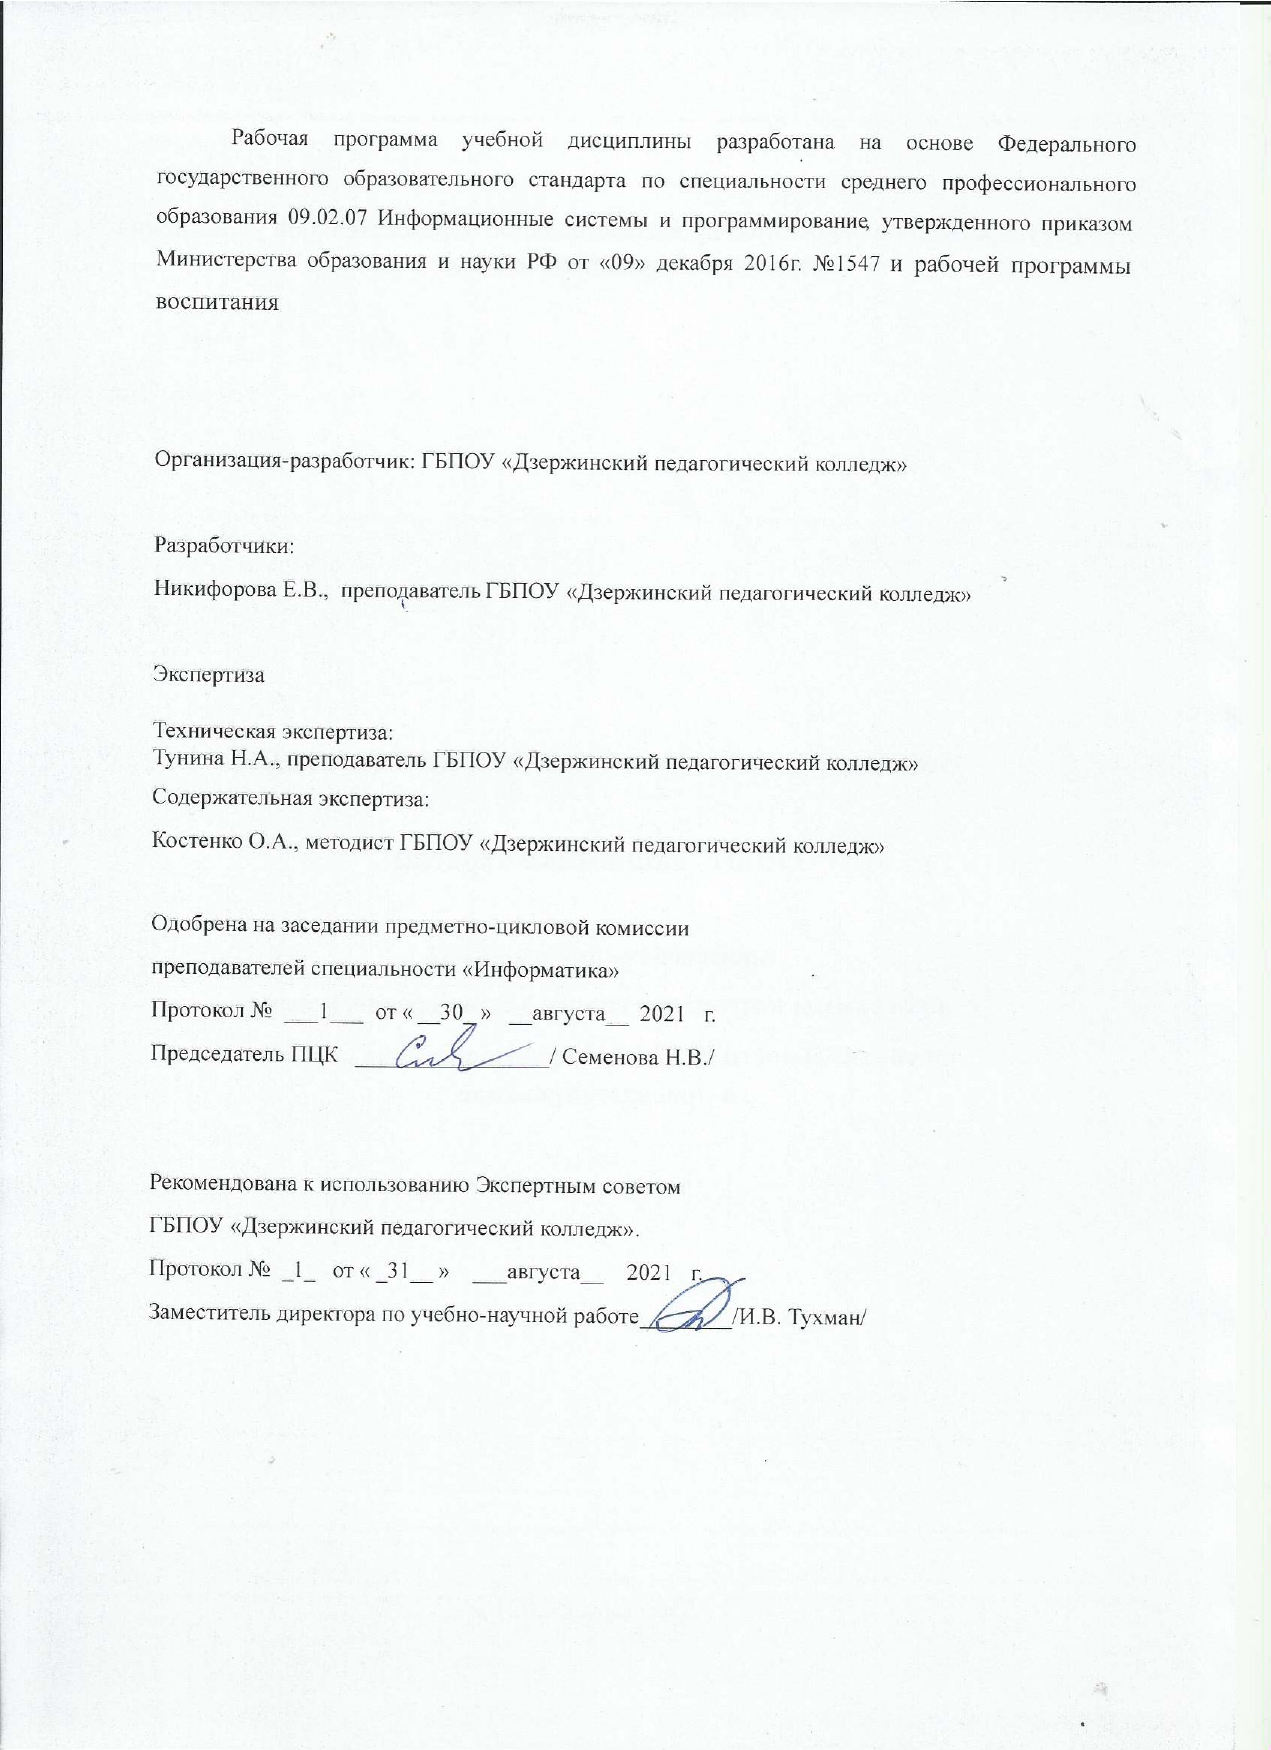 Рабочая программа учебной дисциплины разработана на основе Федерального
государственного образовательного стандарта по специальности среднего профессионального
образования 09.02.07 Информационные системы и программирование, утвержденного приказом
Министерства образования и науки РФ от «09» декабря 2016г. №1547 и рабочей программы
воспитания
Организация-разработчик: ГБПОУ «Дзержинский педагогический колледж»
Разработчики:
Никифорова Е.В., преподаватель ГБПОУ «Дзержинский педагогический колледж»
Экспертиза
Техническая экспертиза:
Тунина Н.А., преподаватель ГБПОУ «Дзержинский педагогический колледж»
Содержательная экспертиза:
Костенко О.А., методист ГБПОУ «Дзержинский педагогический колледж»
Одобрена на заседании предметно-цикловой комиссии
преподавателей специальности «Информатика»
Протокол № ___1___ от « __30_ » __августа__ 2021 г.
Председатель ПЦК _________________/ Семенова Н.В./
Рекомендована к использованию Экспертным советом
ГБПОУ «Дзержинский педагогический колледж».
Протокол № _1_ от « _31__ » ___августа__ 2021 г.
Заместитель директора по учебно-научной работе________/И.В. Тухман/